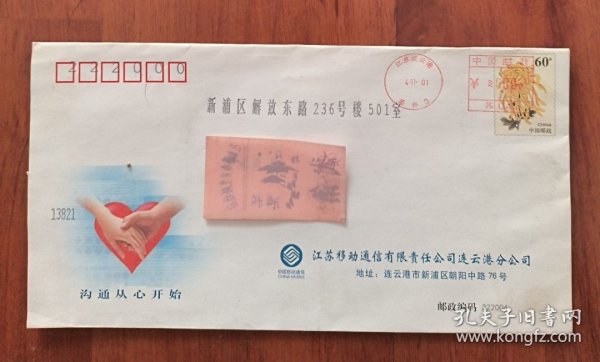 222000
新浦区解放东路236号楼501室
60
CHINA
中国邮政
13821
沟通从心开始
中国移动通信
CHINA MOBILE
江苏移动通信有限责任公司连云港分公司
地址：连云港市新浦区朝阳中路76号
邮政编码 222004
孔夫子旧书网
www.kongfz.com